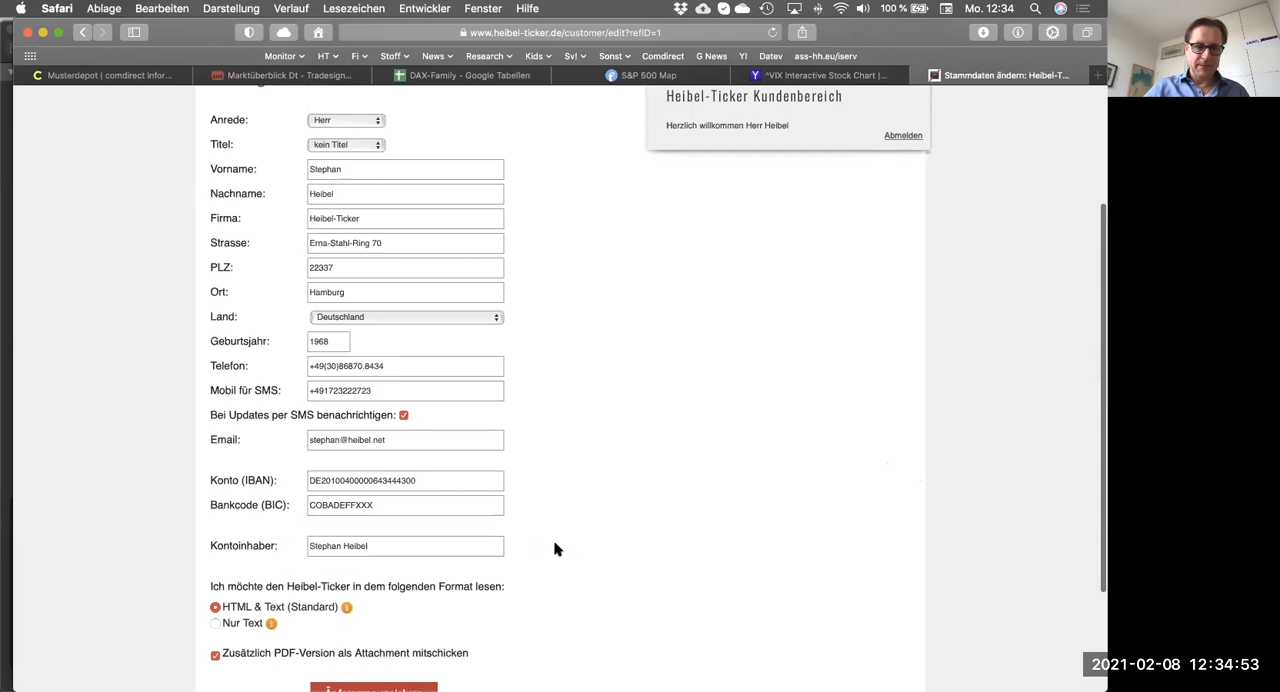 Safari Ablage Bearbeiten Darstellung Verlauf Lesezeichen Entwickler Fenster Hilfe 100 % Mo. 12:34
www.heibel-ticker.de/customer/edit?refID=1
Monitor HT Fi Stoff News Research Kids Sv! Sonst Comdirect G News Y! Datev ass-hh.eu/iserv
Musterdepot | comdirect Infor... Marktüberblick Dt - Tradesign... DAX-Family - Google Tabellen S&P 500 Map ^VIX Interactive Stock Chart |... Stammdaten ändern: Heibel-T...
Heibel-Ticker Kundenbereich
Herzlich willkommen Herr Heibel
Abmelden
Anrede: Herr
Titel: kein Titel
Vorname: Stephan
Nachname: Heibel
Firma: Heibel-Ticker
Strasse: Erna-Stahl-Ring 70
PLZ: 22337
Ort: Hamburg
Land: Deutschland
Geburtsjahr: 1968
Telefon: +49(30)86870.8434
Mobil für SMS: +491723222723
Bei Updates per SMS benachrichtigen:
Email: stephan@heibel.net
Konto (IBAN): DE20100400000643444300
Bankcode (BIC): COBADEFFXXX
Kontoinhaber: Stephan Heibel
Ich möchte den Heibel-Ticker in dem folgenden Format lesen:
HTML & Text (Standard)
Nur Text
Zusätzlich PDF-Version als Attachment mitschicken
2021-02-08 12:34:53